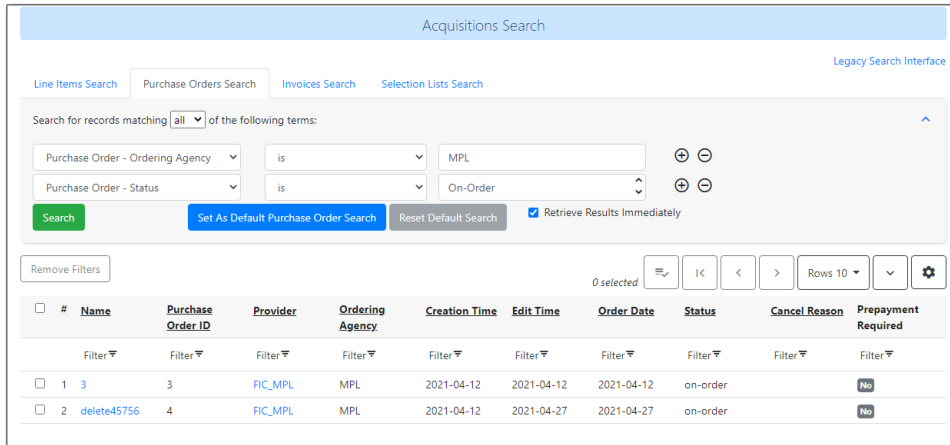 Acquisitions Search
Legacy Search Interface
Line Items Search Purchase Orders Search Invoices Search Selection Lists Search
Search for records matching all of the following terms:
Purchase Order - Ordering Agency is MPL
Purchase Order - Status is On-Order
Search Set As Default Purchase Order Search Reset Default Search Retrieve Results Immediately
Remove Filters 0 selected Rows 10
# Name Purchase Order ID Provider Ordering Agency Creation Time Edit Time Order Date Status Cancel Reason Prepayment Required
Filter Filter Filter Filter Filter Filter Filter Filter Filter Filter
1 3 3 FIC_MPL MPL 2021-04-12 2021-04-12 2021-04-12 on-order No
2 delete45756 4 FIC_MPL MPL 2021-04-12 2021-04-27 2021-04-27 on-order No